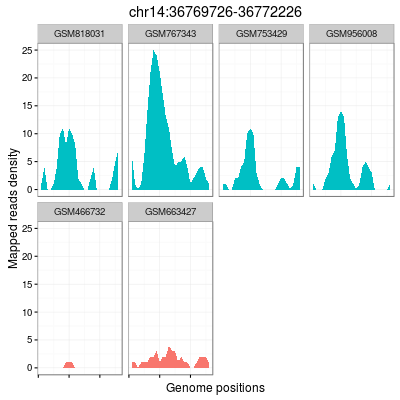 chr14:36769726-36772226
GSM818031 GSM767343 GSM753429 GSM956008
25
20
15
10
5
0
Mapped reads density
GSM466732 GSM663427
25
20
15
10
5
0
Genome positions